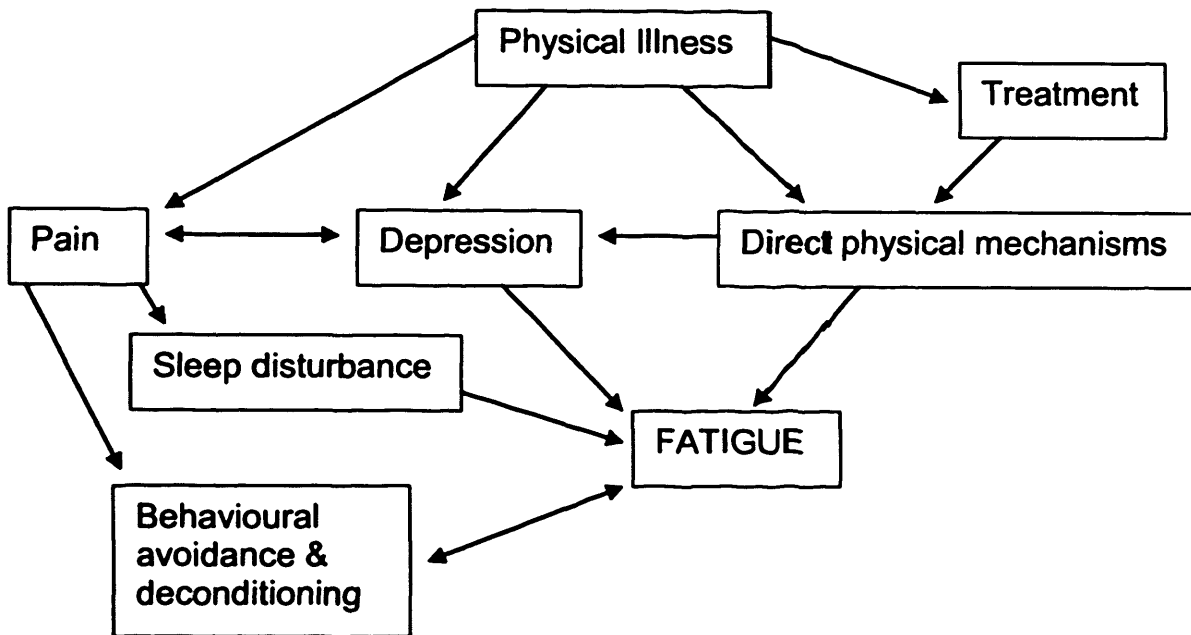 Physical Illness
Treatment
Pain
Depression
Direct physical mechanisms
Sleep disturbance
FATIGUE
Behavioural
avoidance &
deconditioning